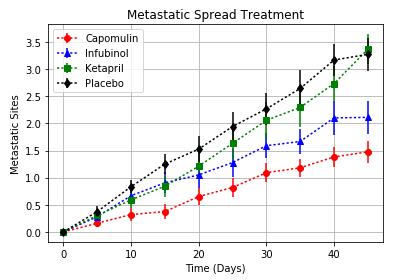 Metastatic Spread Treatment
Capomulin
Infubinol
Ketapril
Placebo
Metastatic Sites
3.5
3.0
2.5
2.0
1.5
1.0
0.5
0.0
0 10 20 30 40
Time (Days)